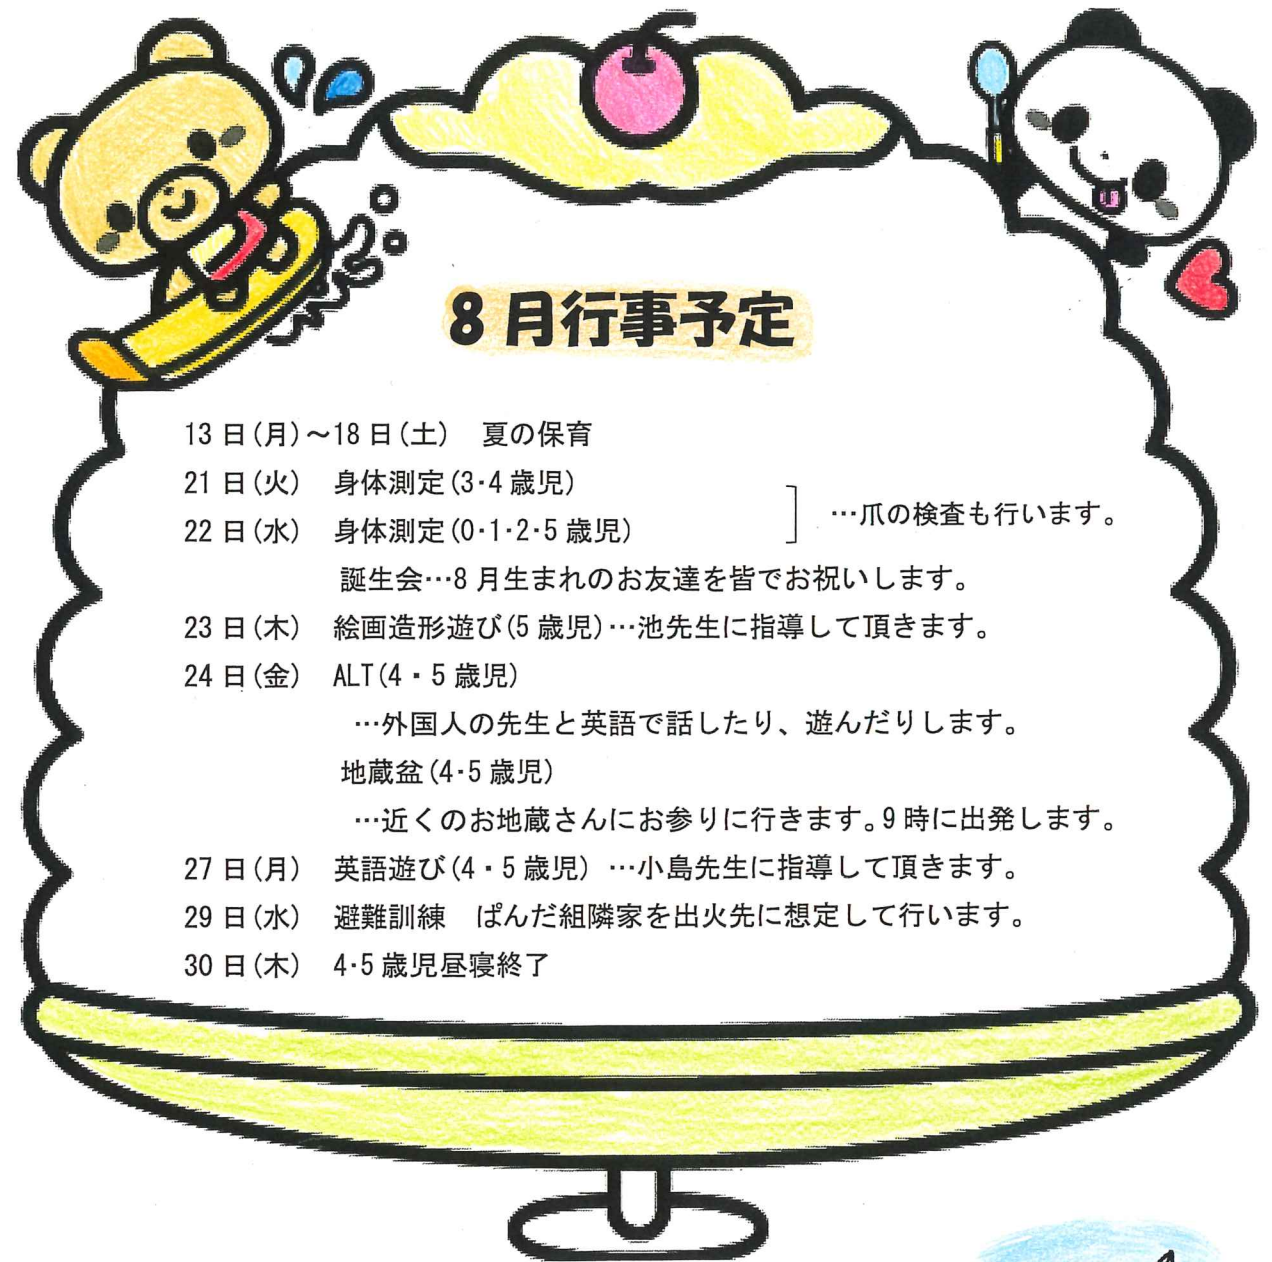 8月行事予定
13日(月)～18日(土)　夏の保育
21日(火)　身体測定(3・4歳児)
…爪の検査も行います。
22日(水)　身体測定(0・1・2・5歳児)
誕生会…8月生まれのお友達を皆でお祝いします。
23日(木)　絵画造形遊び(5歳児)…池先生に指導して頂きます。
24日(金)　ALT(4・5歳児)
…外国人の先生と英語で話したり、遊んだりします。
地蔵盆(4・5歳児)
…近くのお地蔵さんにお参りに行きます。9時に出発します。
27日(月)　英語遊び(4・5歳児)　…小島先生に指導して頂きます。
29日(水)　避難訓練　ぱんだ組隣家を出火先に想定して行います。
30日(木)　4・5歳児昼寝終了